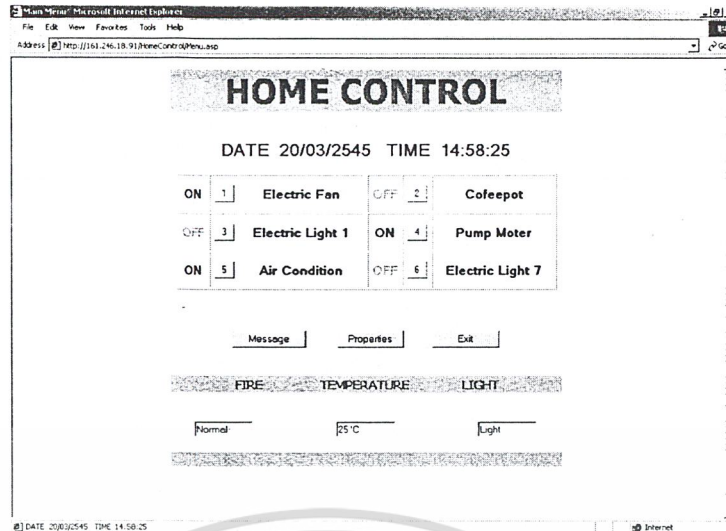 Main Menu" Microsoft Internet Explorer
File Edit View Favorites Tools Help
Address http://161.246.18.91/HomeControl/Menu.asp Go
HOME CONTROL
DATE 20/03/2545 TIME 14:58:25
ON 1 Electric Fan OFF 2 Cofeepot
OFF 3 Electric Light 1 ON 4 Pump Moter
ON 5 Air Condition OFF 6 Electric Light 7
Message Properties Exit
FIRE TEMPERATURE LIGHT
Normal 25 °C Light
DATE 20/03/2545 TIME 14:58:25 Internet